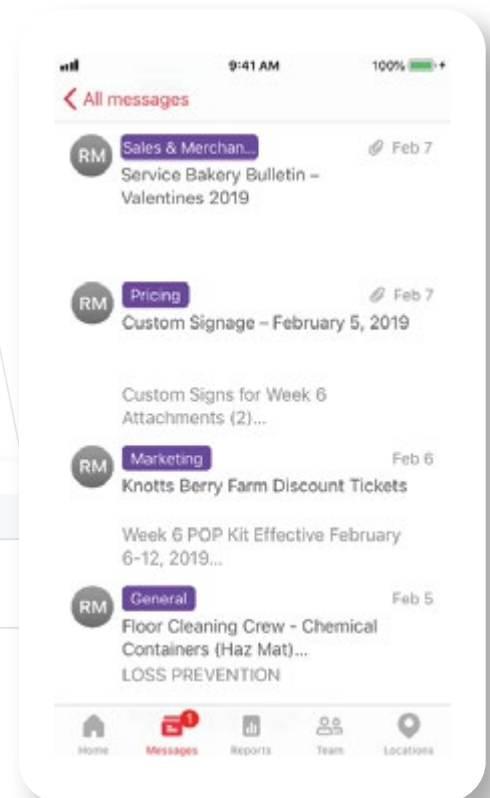 9:41 AM 100%
All messages
RM Sales & Merchan... Feb 7
Service Bakery Bulletin –
Valentines 2019
RM Pricing Feb 7
Custom Signage – February 5, 2019
Custom Signs for Week 6
Attachments (2)...
RM Marketing Feb 6
Knotts Berry Farm Discount Tickets
Week 6 POP Kit Effective February
6-12, 2019...
RM General Feb 5
Floor Cleaning Crew - Chemical
Containers (Haz Mat)...
LOSS PREVENTION
1
Home Messages Reports Team Locations